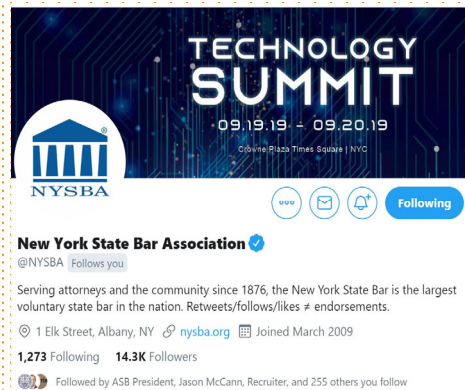 TECHNOLOGY
SUMMIT
09.19.19 - 09.20.19
Crowne Plaza Times Square | NYC
®
NYSBA
Following
New York State Bar Association
@NYSBA Follows you
Serving attorneys and the community since 1876, the New York State Bar is the largest
voluntary state bar in the nation. Retweets/follows/likes ≠ endorsements.
1 Elk Street, Albany, NY nysba.org Joined March 2009
1,273 Following 14.3K Followers
Followed by ASB President, Jason McCann, Recruiter, and 255 others you follow